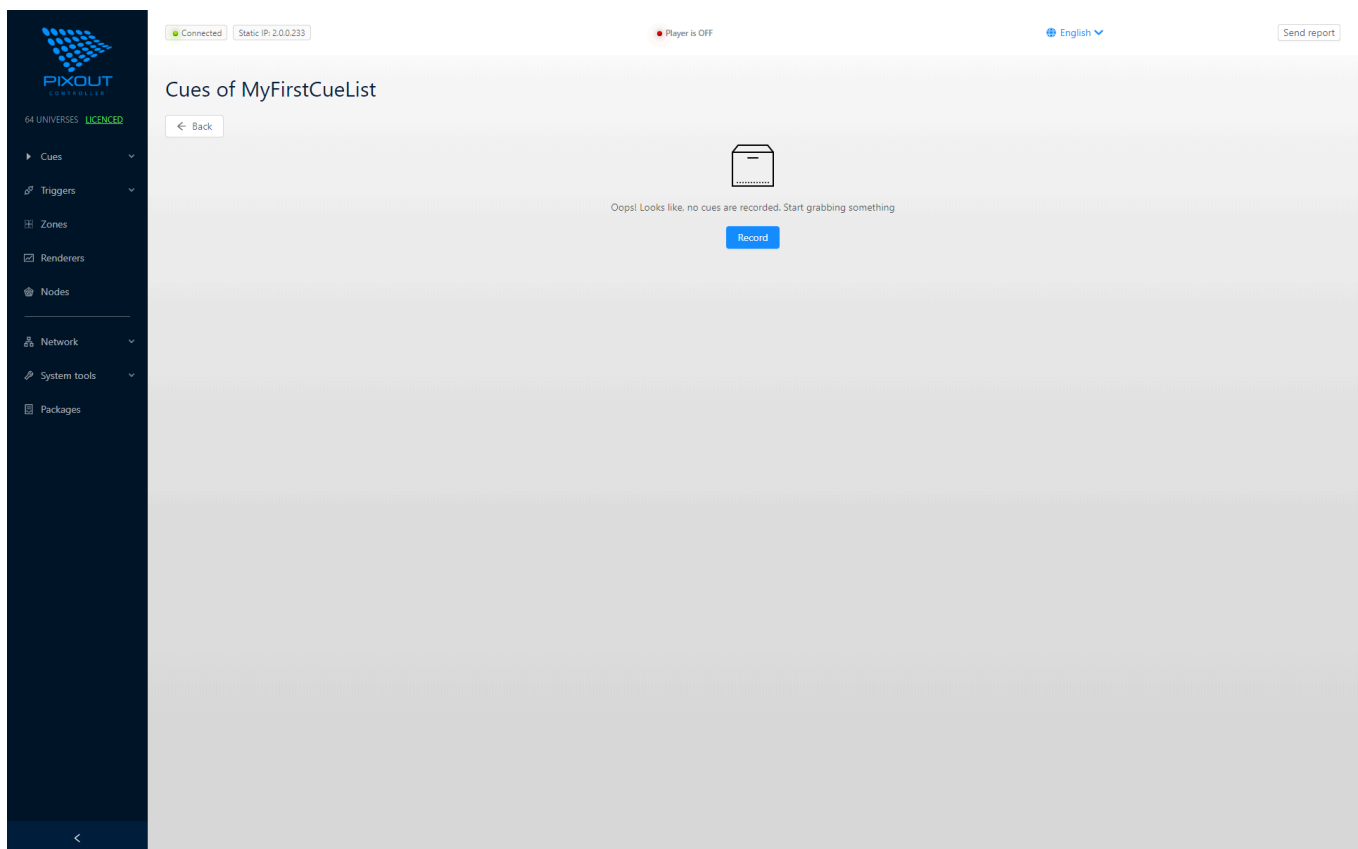 PIXOUT
CONTROLLER
64 UNIVERSES LICENCED
Cues
Triggers
Zones
Renderers
Nodes
Network
System tools
Packages
Connected Static IP: 2.0.0.233 Player is OFF English Send report
Cues of MyFirstCueList
Back
Oops! Looks like, no cues are recorded. Start grabbing something
Record